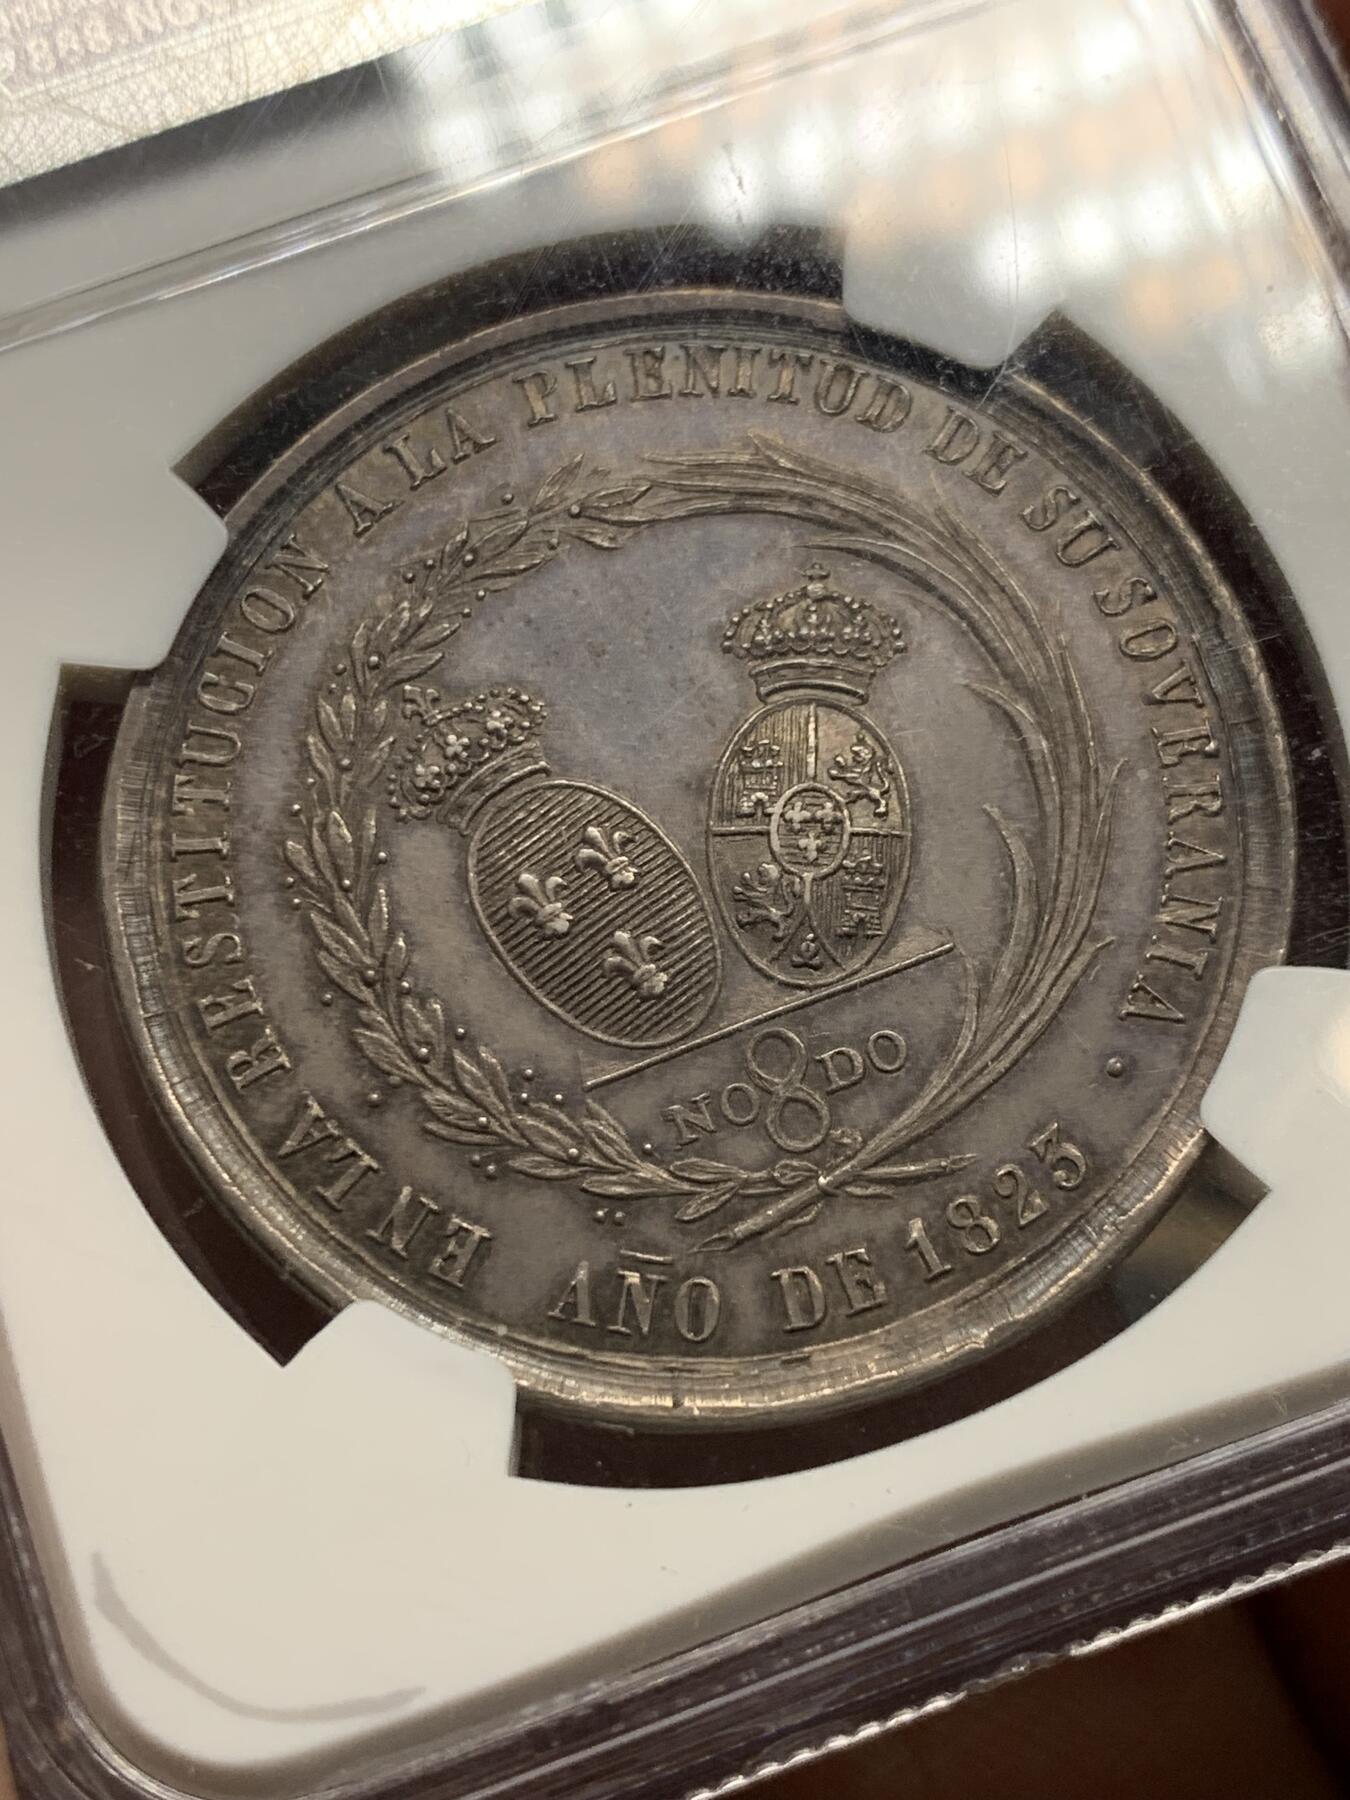 EN LA RESTITUCION A LA PLENITUD DE SU SOVERANIA •
AÑO DE 1823
NO8DO